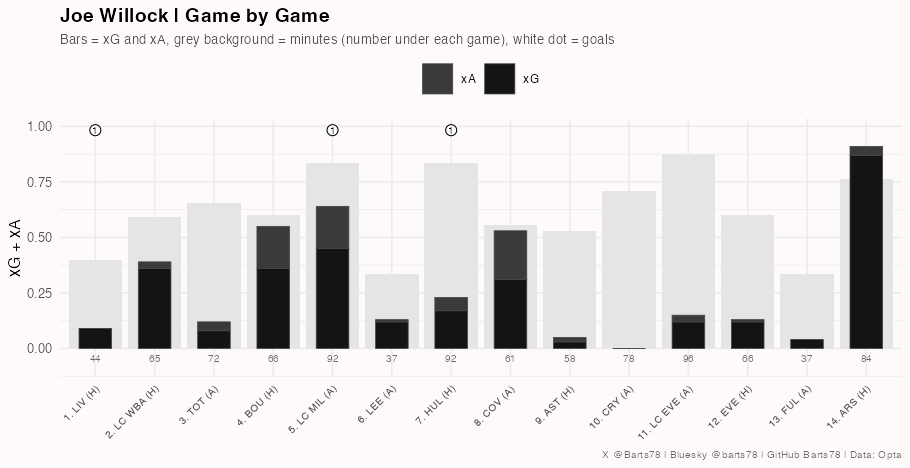 Joe Willock | Game by Game
Bars = xG and xA, grey background = minutes (number under each game), white dot = goals
xA xG
1 1 1
1.00
0.75
0.50
0.25
0.00
xG + xA
44 65 72 66 92 37 92 61 58 78 96 66 37 84
1. LIV (H)
2. LC WBA (H)
3. TOT (A)
4. BOU (H)
5. LC MIL (A)
6. LEE (A)
7. HUL (H)
8. COV (A)
9. AST (H)
10. CRY (A)
11. LC EVE (A)
12. EVE (H)
13. FUL (A)
14. ARS (H)
X @Barts78 | Bluesky @barts78 | GitHub Barts78 | Data: Opta